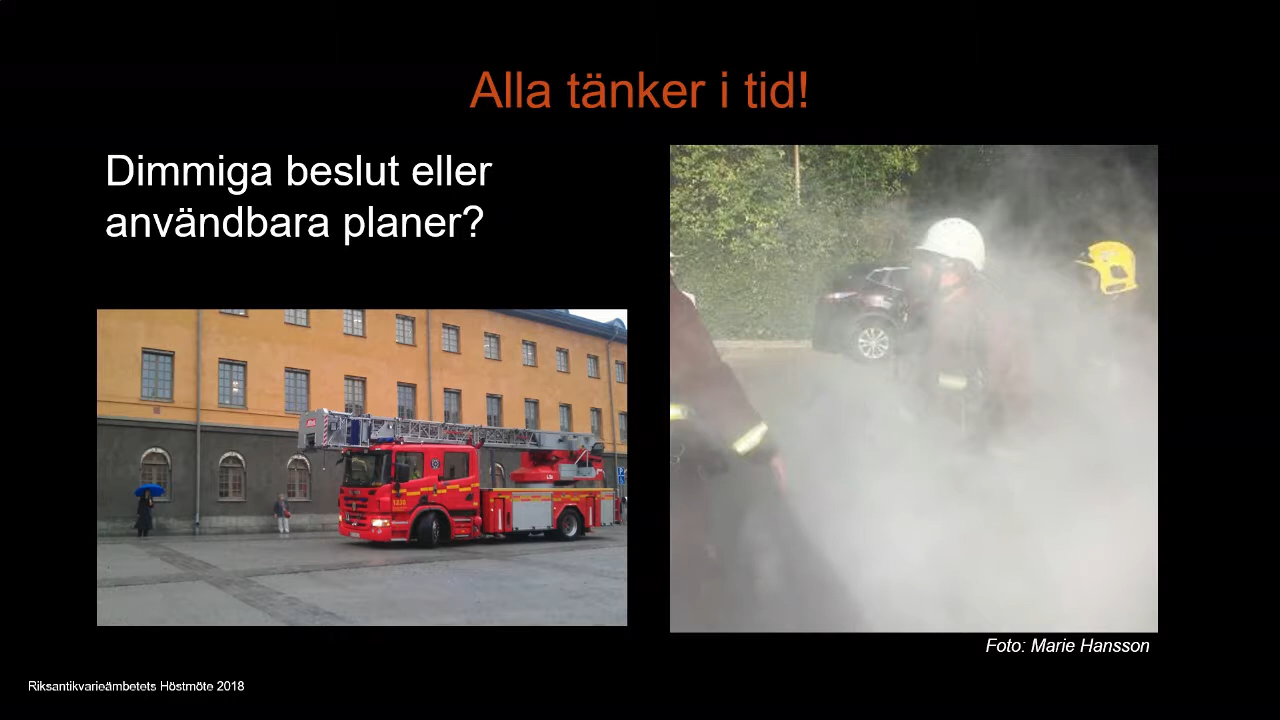 Alla tänker i tid!
Dimmiga beslut eller
användbara planer?
Foto: Marie Hansson
Riksantikvarieämbetets Höstmöte 2018